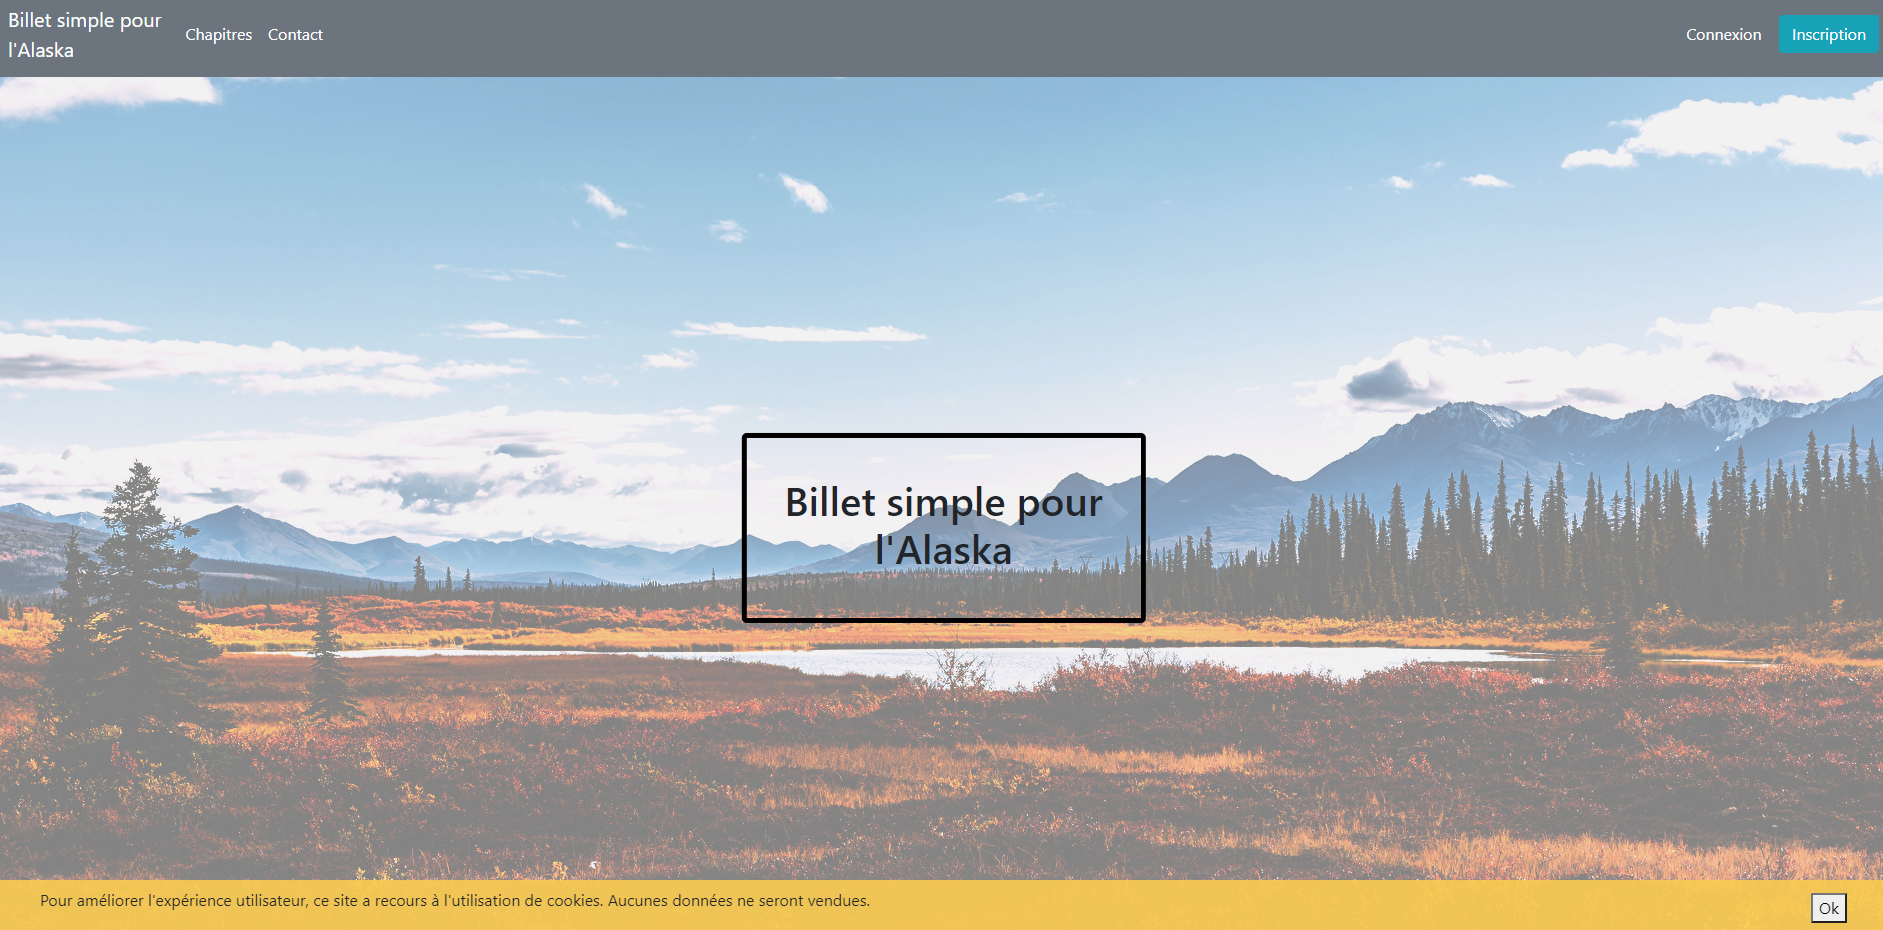 Billet simple pour
l'Alaska
Chapitres
Contact
Connexion
Inscription
Billet simple pour
l'Alaska
Pour améliorer l'expérience utilisateur, ce site a recours à l'utilisation de cookies. Aucunes données ne seront vendues.
Ok